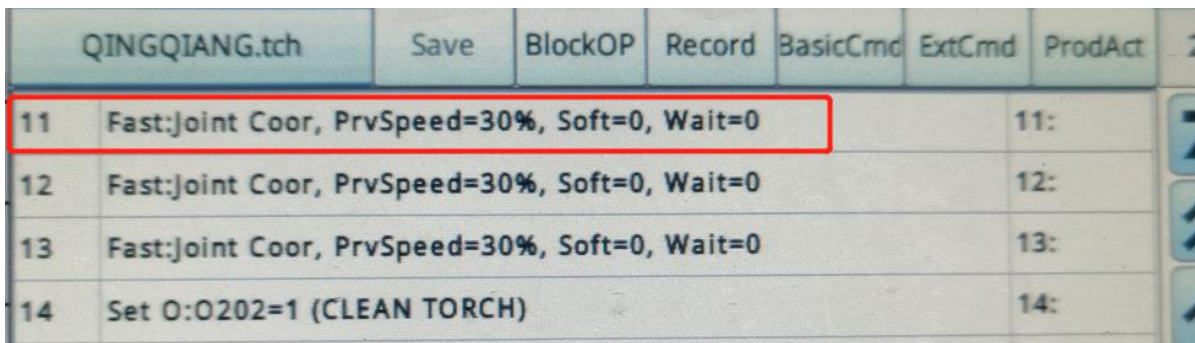 QINGQIANG.tch Save BlockOP Record BasicCmd ExtCmd ProdAct
11 Fast:Joint Coor, PrvSpeed=30%, Soft=0, Wait=0 11:
12 Fast:Joint Coor, PrvSpeed=30%, Soft=0, Wait=0 12:
13 Fast:Joint Coor, PrvSpeed=30%, Soft=0, Wait=0 13:
14 Set O:O202=1 (CLEAN TORCH) 14: